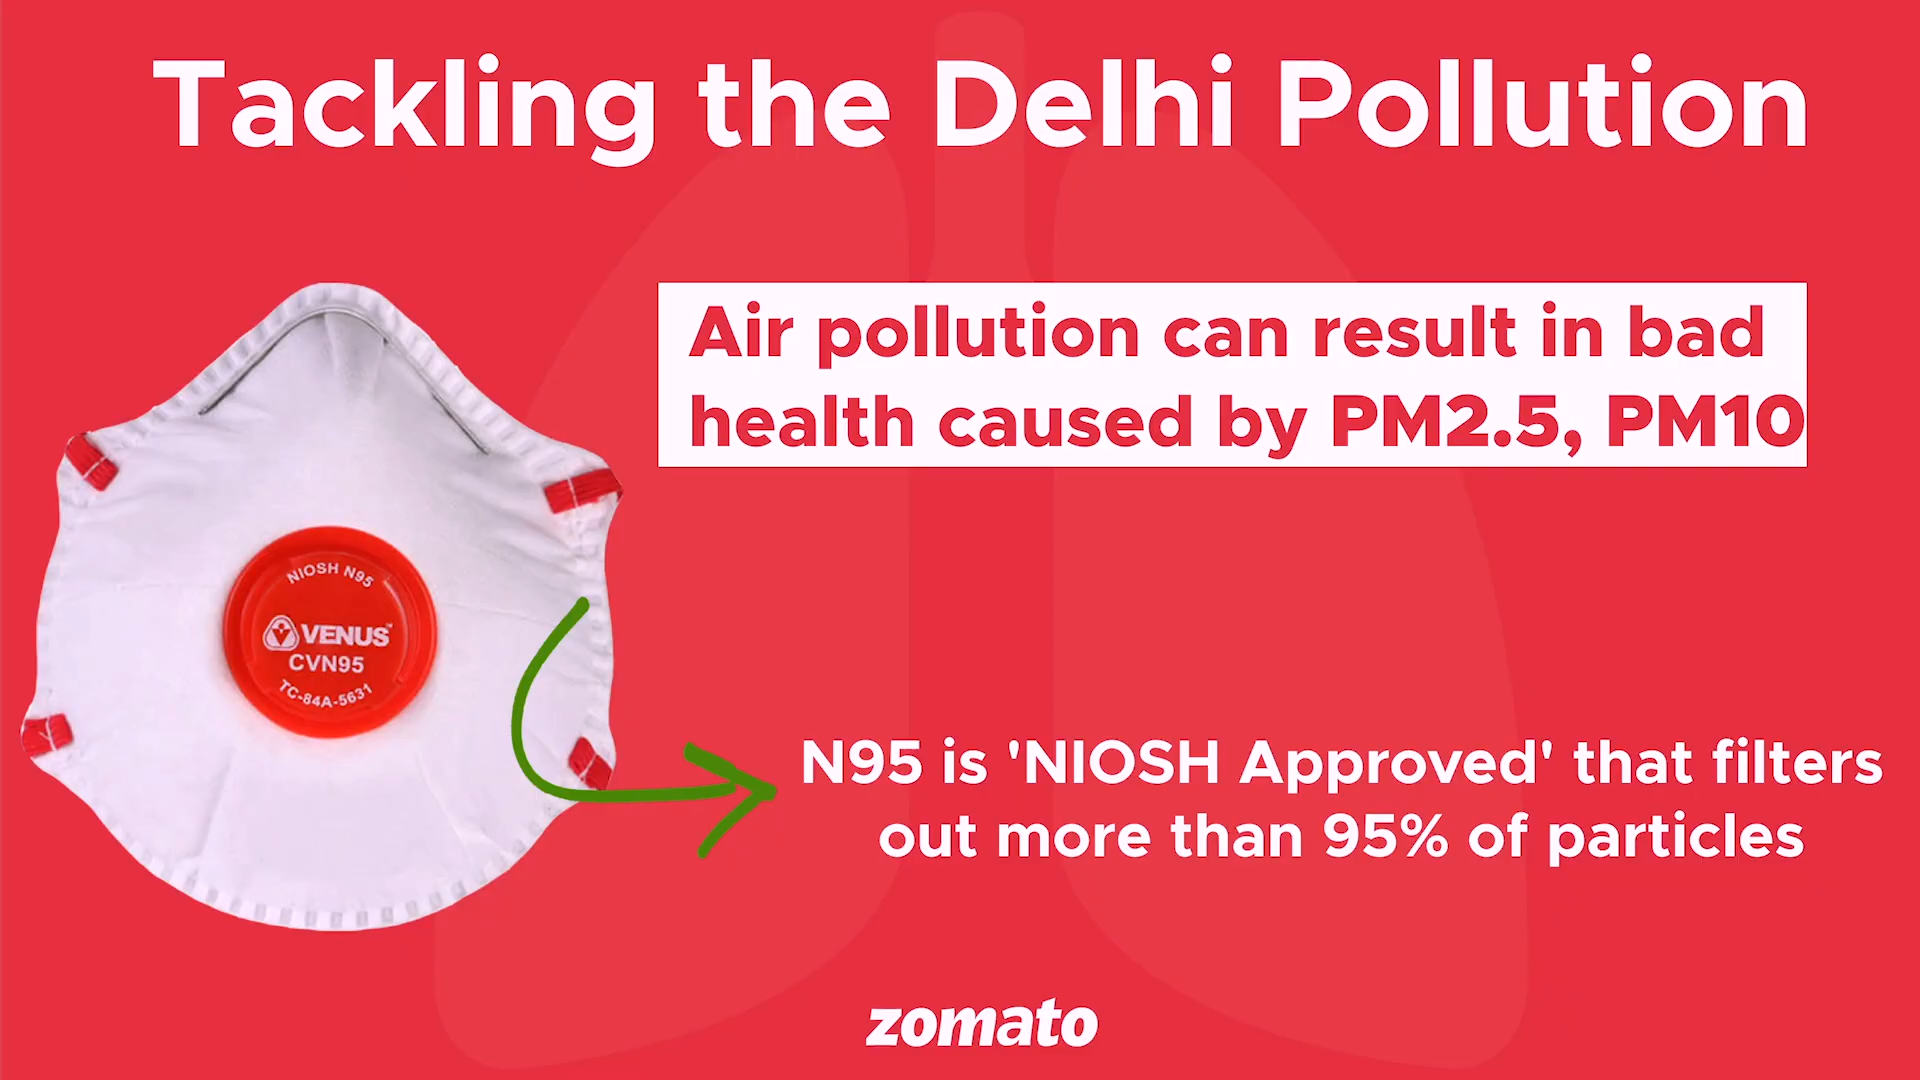 Tackling the Delhi Pollution
Air pollution can result in bad
health caused by PM2.5, PM10
NIOSH N95
VENUS™
CVN95
TC-84A-5631
N95 is 'NIOSH Approved' that filters
out more than 95% of particles
zomato